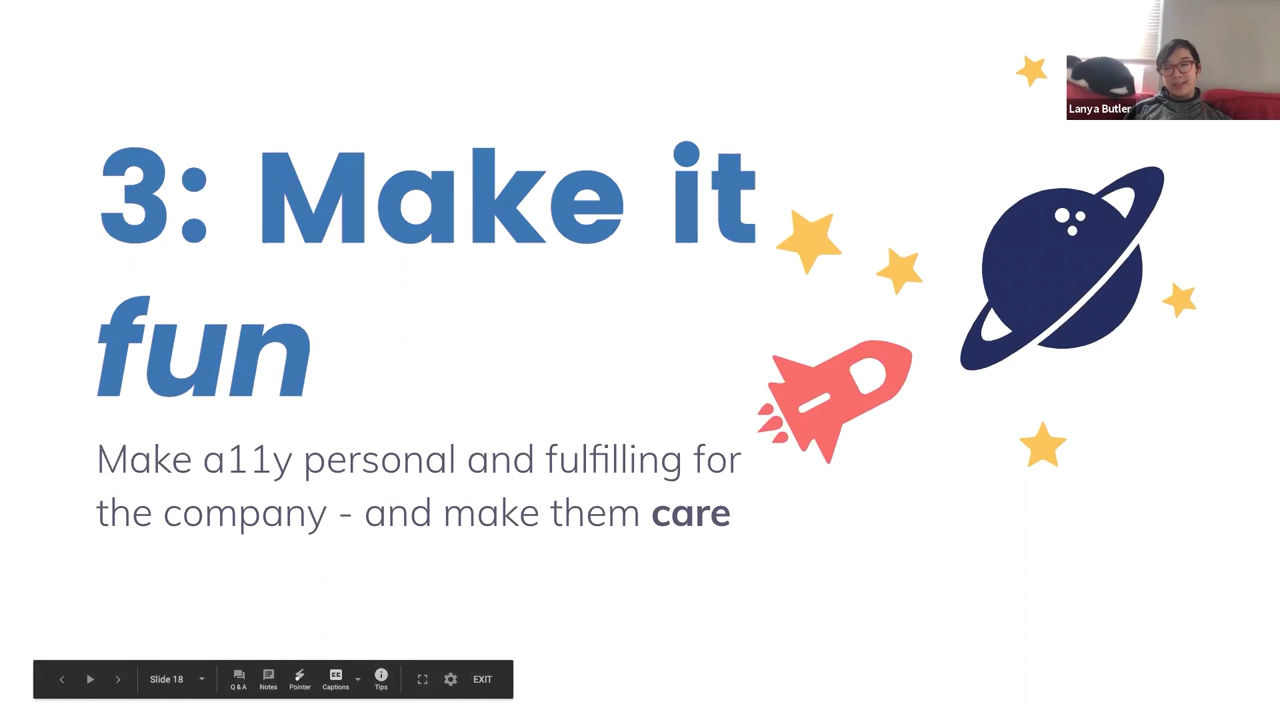 Lanya Butler
3: Make it
fun
Make a11y personal and fulfilling for
the company - and make them care
Slide 18
Q & A
Notes
Pointer
Captions
Tips
EXIT